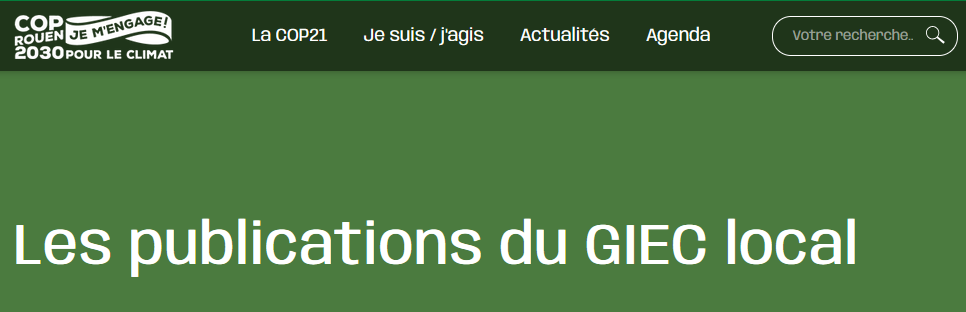 COP
ROUEN
2030
JE M'ENGAGE!
POUR LE CLIMAT
La COP21
Je suis / j'agis
Actualités
Agenda
Votre recherche..
Les publications du GIEC local